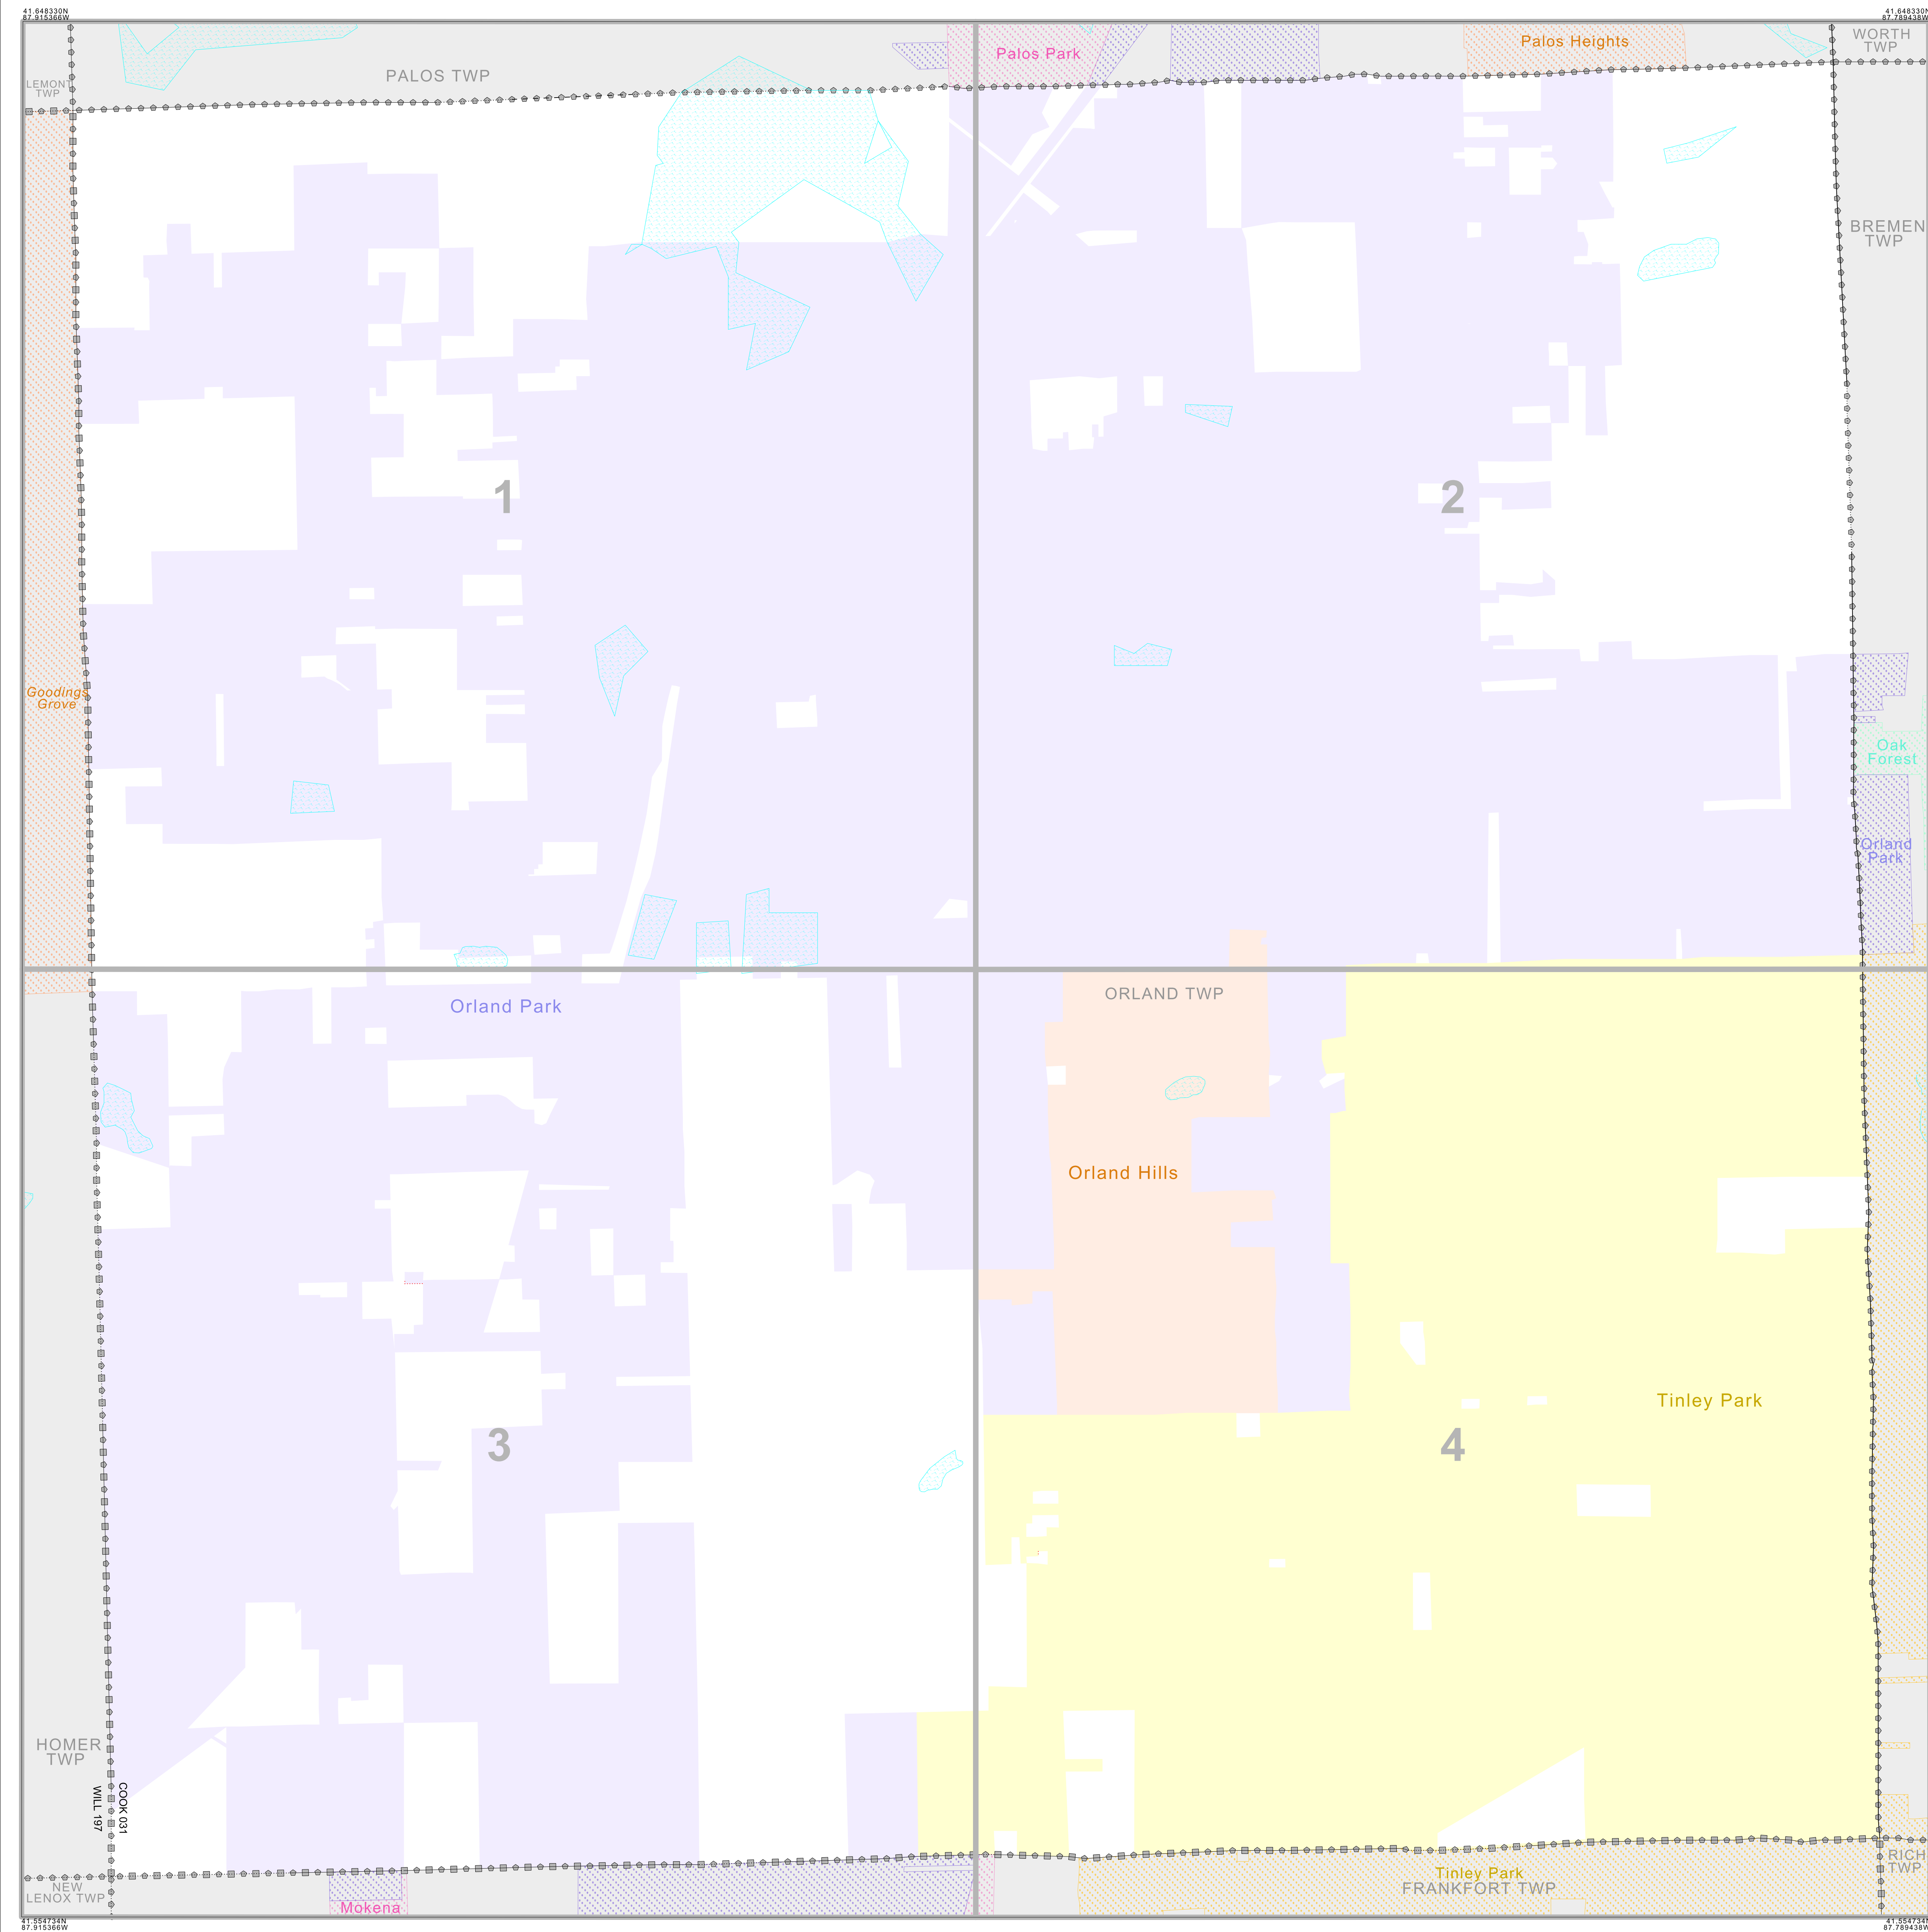 41.648330N
87.915366W
41.648330N
87.789438W
WORTH
TWP
Palos Heights
Palos Park
PALOS TWP
LEMONT
TWP
BREMEN
TWP
1
2
Goodings
Grove
Oak
Forest
Orland
Park
Orland Park
ORLAND TWP
Orland Hills
Tinley Park
3
4
HOMER
TWP
COOK 031
WILL 197
Tinley Park
FRANKFORT TWP
RICH
TWP
NEW
LENOX TWP
Mokena
41.554734N
87.915366W
41.554734N
87.789438W